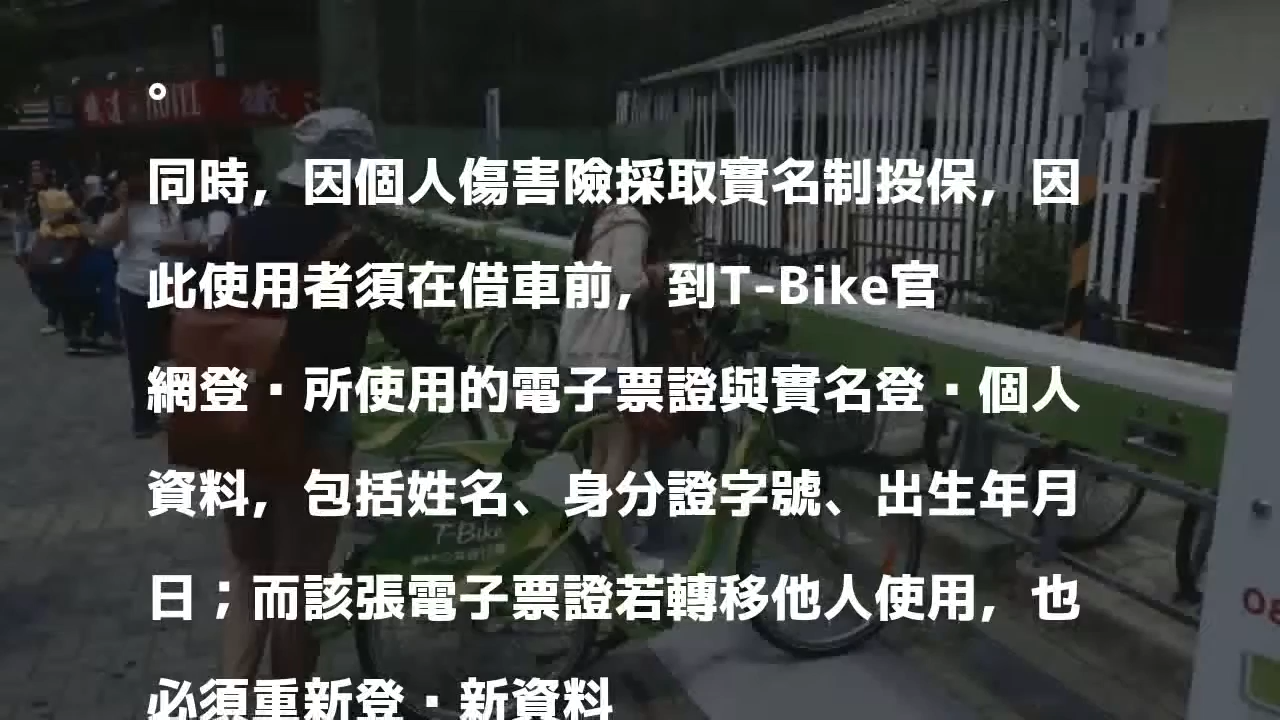 。
同時，因個人傷害險採取實名制投保，因
此使用者須在借車前，到T-Bike官
網登▪所使用的電子票證與實名登▪個人
資料，包括姓名、身分證字號、出生年月
日；而該張電子票證若轉移他人使用，也
必須重新登▪新資料
HOTEL
T-Bike